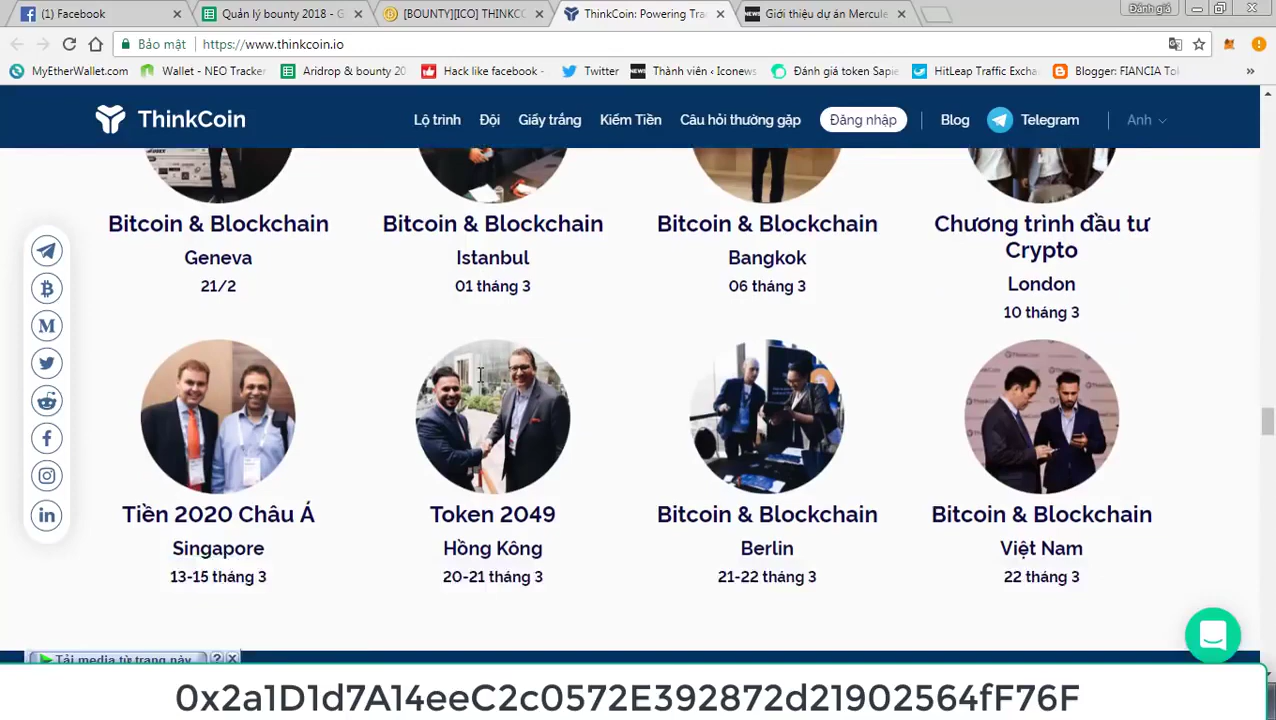 (1) Facebook
Quản lý bounty 2018 - G
[BOUNTY][ICO] THINKCC
ThinkCoin: Powering Tra
Giới thiệu dự án Mercule
Đánh giá
Bảo mật
https://www.thinkcoin.io
MyEtherWallet.com
Wallet - NEO Tracker
Aridrop & bounty 20
Hack like facebook -
Twitter
Thành viên ‹ Iconews
Đánh giá token Sapie
HitLeap Traffic Excha
Blogger: FIANCIA Tok
ThinkCoin
Lộ trình
Đội
Giấy trắng
Kiếm Tiền
Câu hỏi thường gặp
Đăng nhập
Blog
Telegram
Anh
Bitcoin & Blockchain
Geneva
21/2
Bitcoin & Blockchain
Istanbul
01 tháng 3
Bitcoin & Blockchain
Bangkok
06 tháng 3
Chương trình đầu tư
Crypto
London
10 tháng 3
Tiền 2020 Châu Á
Singapore
13-15 tháng 3
Token 2049
Hồng Kông
20-21 tháng 3
Bitcoin & Blockchain
Berlin
21-22 tháng 3
Bitcoin & Blockchain
Việt Nam
22 tháng 3
Tải media từ trang này
0x2a1D1d7A14eeC2c0572E392872d21902564fF76F